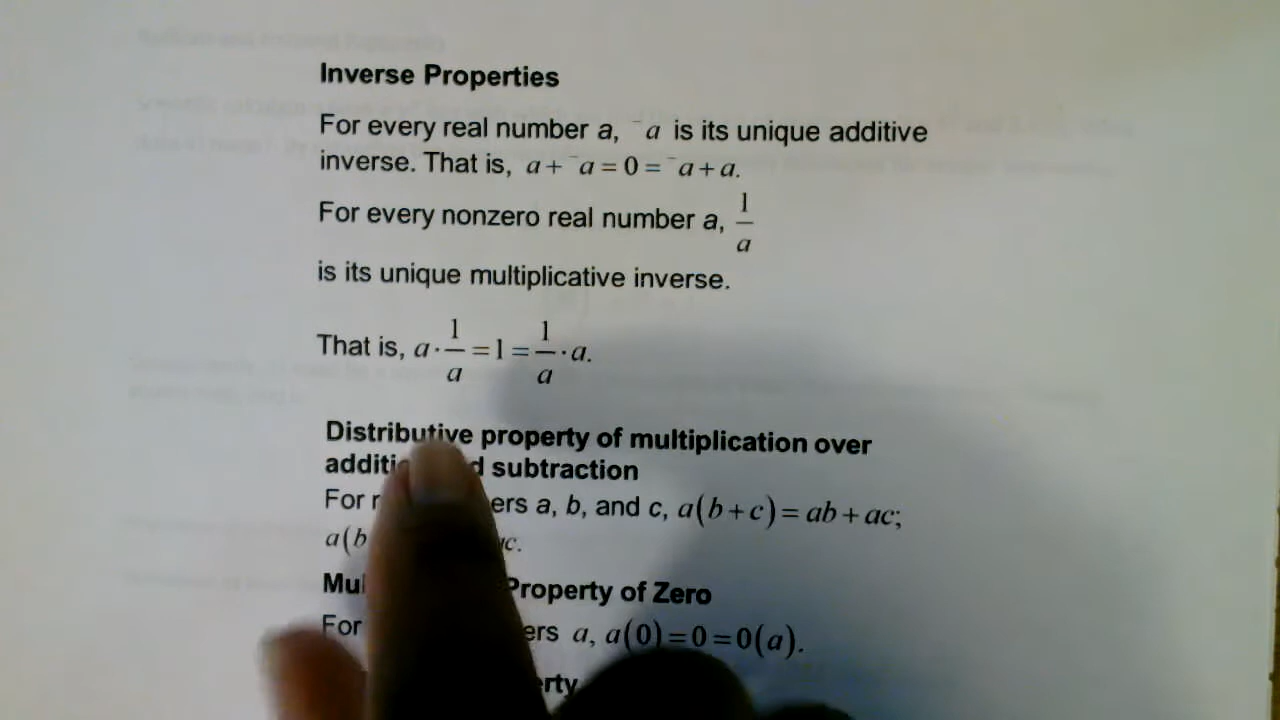 Inverse Properties
For every real number a, ⁻a is its unique additive
inverse. That is, a + ⁻a = 0 = ⁻a + a.
For every nonzero real number a, 1/a
is its unique multiplicative inverse.
That is, a · 1/a = 1 = 1/a · a.
Distributive property of multiplication over
subtraction
For a, b, and c, a(b + c) = ab + ac;
a(b
Property of Zero
For a, a(0) = 0 = 0(a).